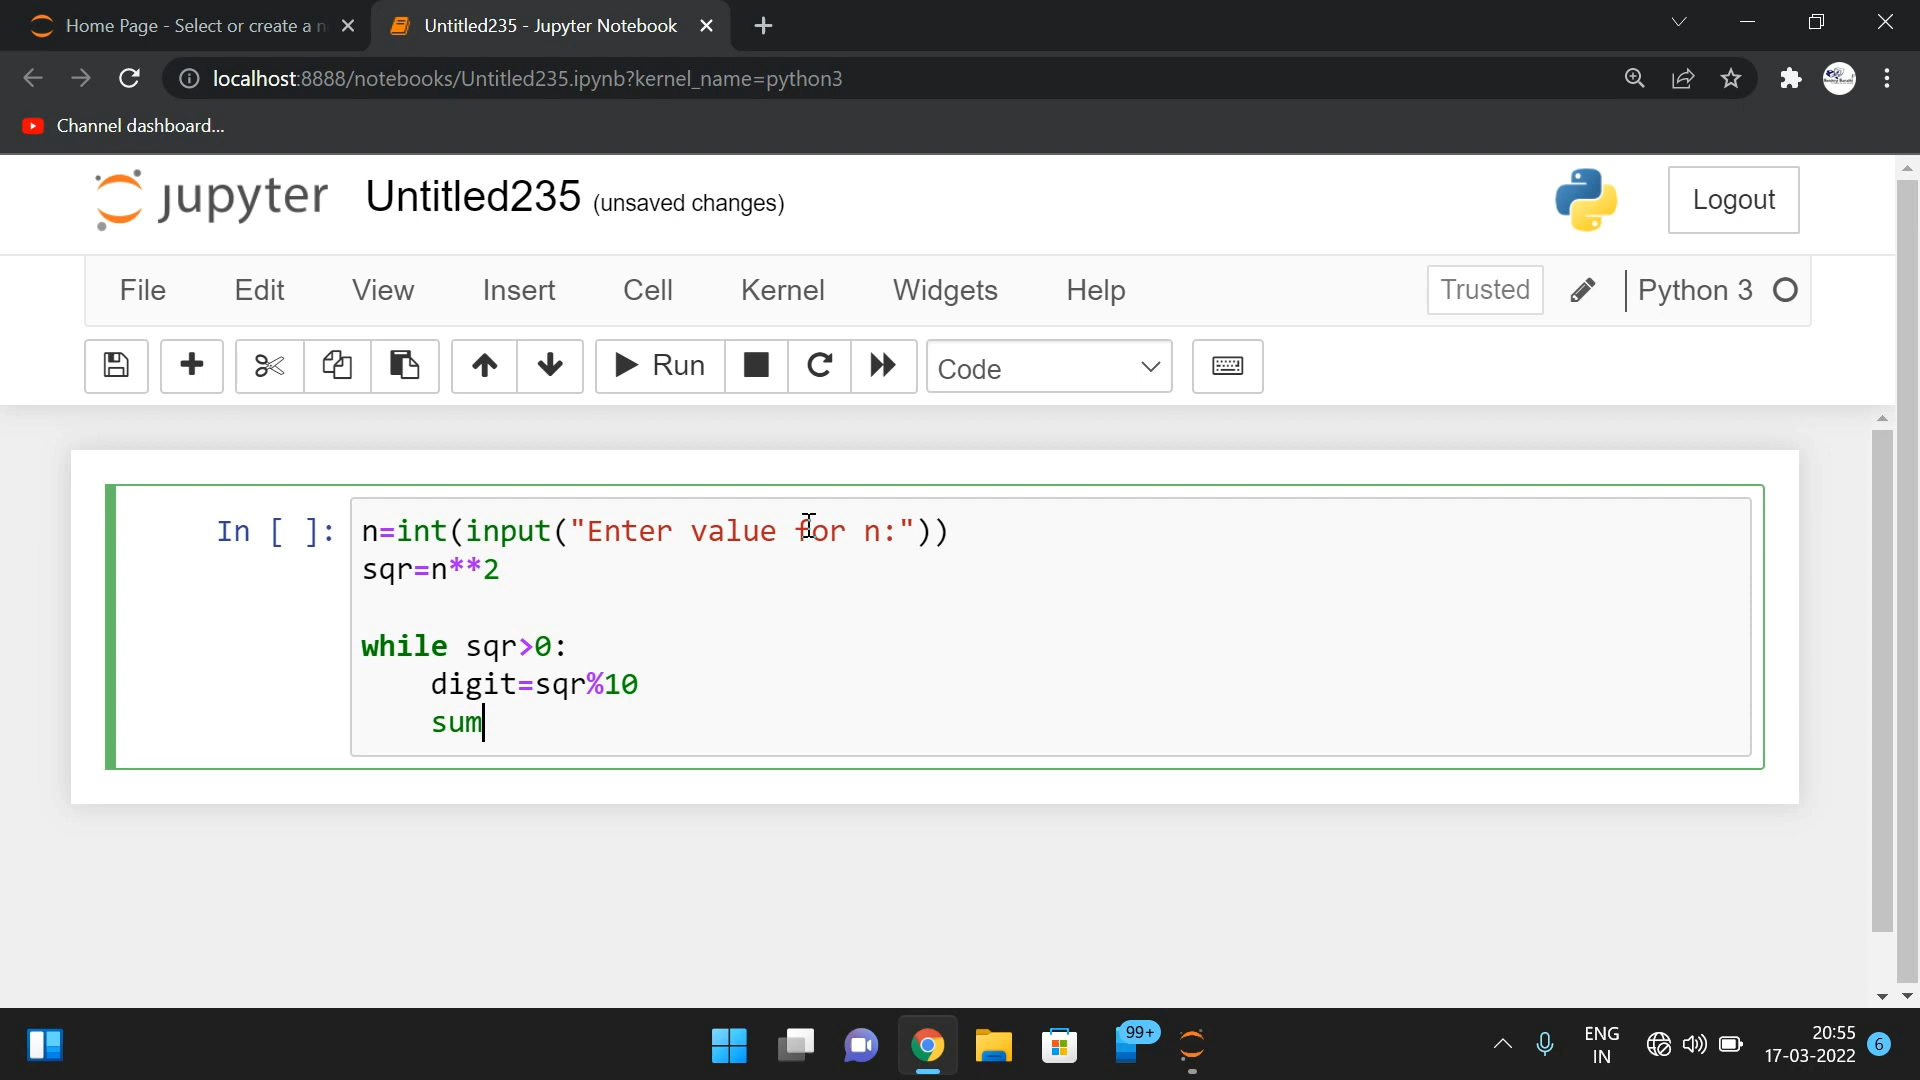 Home Page - Select or create a n
Untitled235 - Jupyter Notebook
localhost:8888/notebooks/Untitled235.ipynb?kernel_name=python3
Channel dashboard...
jupyter Untitled235 (unsaved changes)
Logout
File Edit View Insert Cell Kernel Widgets Help Trusted Python 3
Run Code
In [ ]: n=int(input("Enter value for n:"))
sqr=n**2
while sqr>0:
digit=sqr%10
sum
99+
ENG
IN
20:55
17-03-2022
6